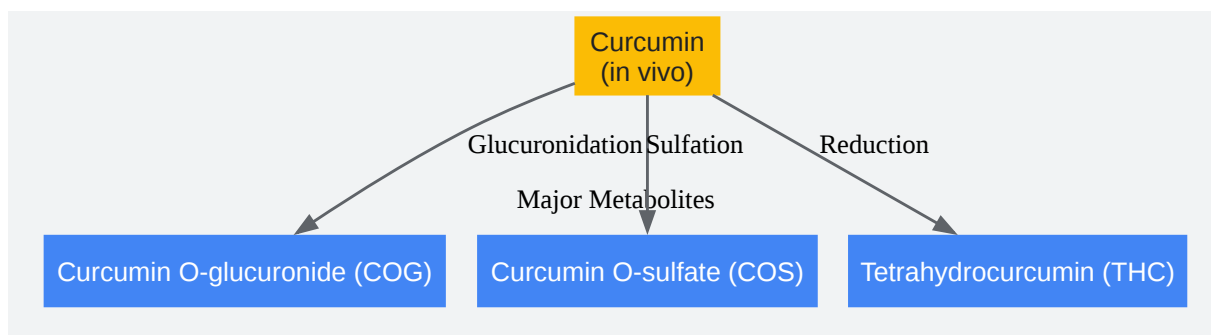 Curcumin
(in vivo)
Glucuronidation
Sulfation
Reduction
Major Metabolites
Curcumin O-glucuronide (COG)
Curcumin O-sulfate (COS)
Tetrahydrocurcumin (THC)